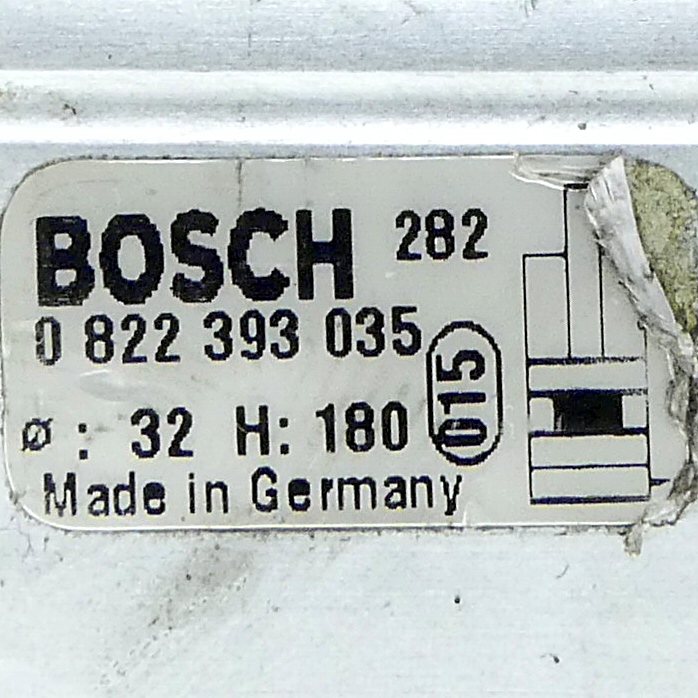 BOSCH 282
0 822 393 035
015
⌀ : 32 H: 180
Made in Germany